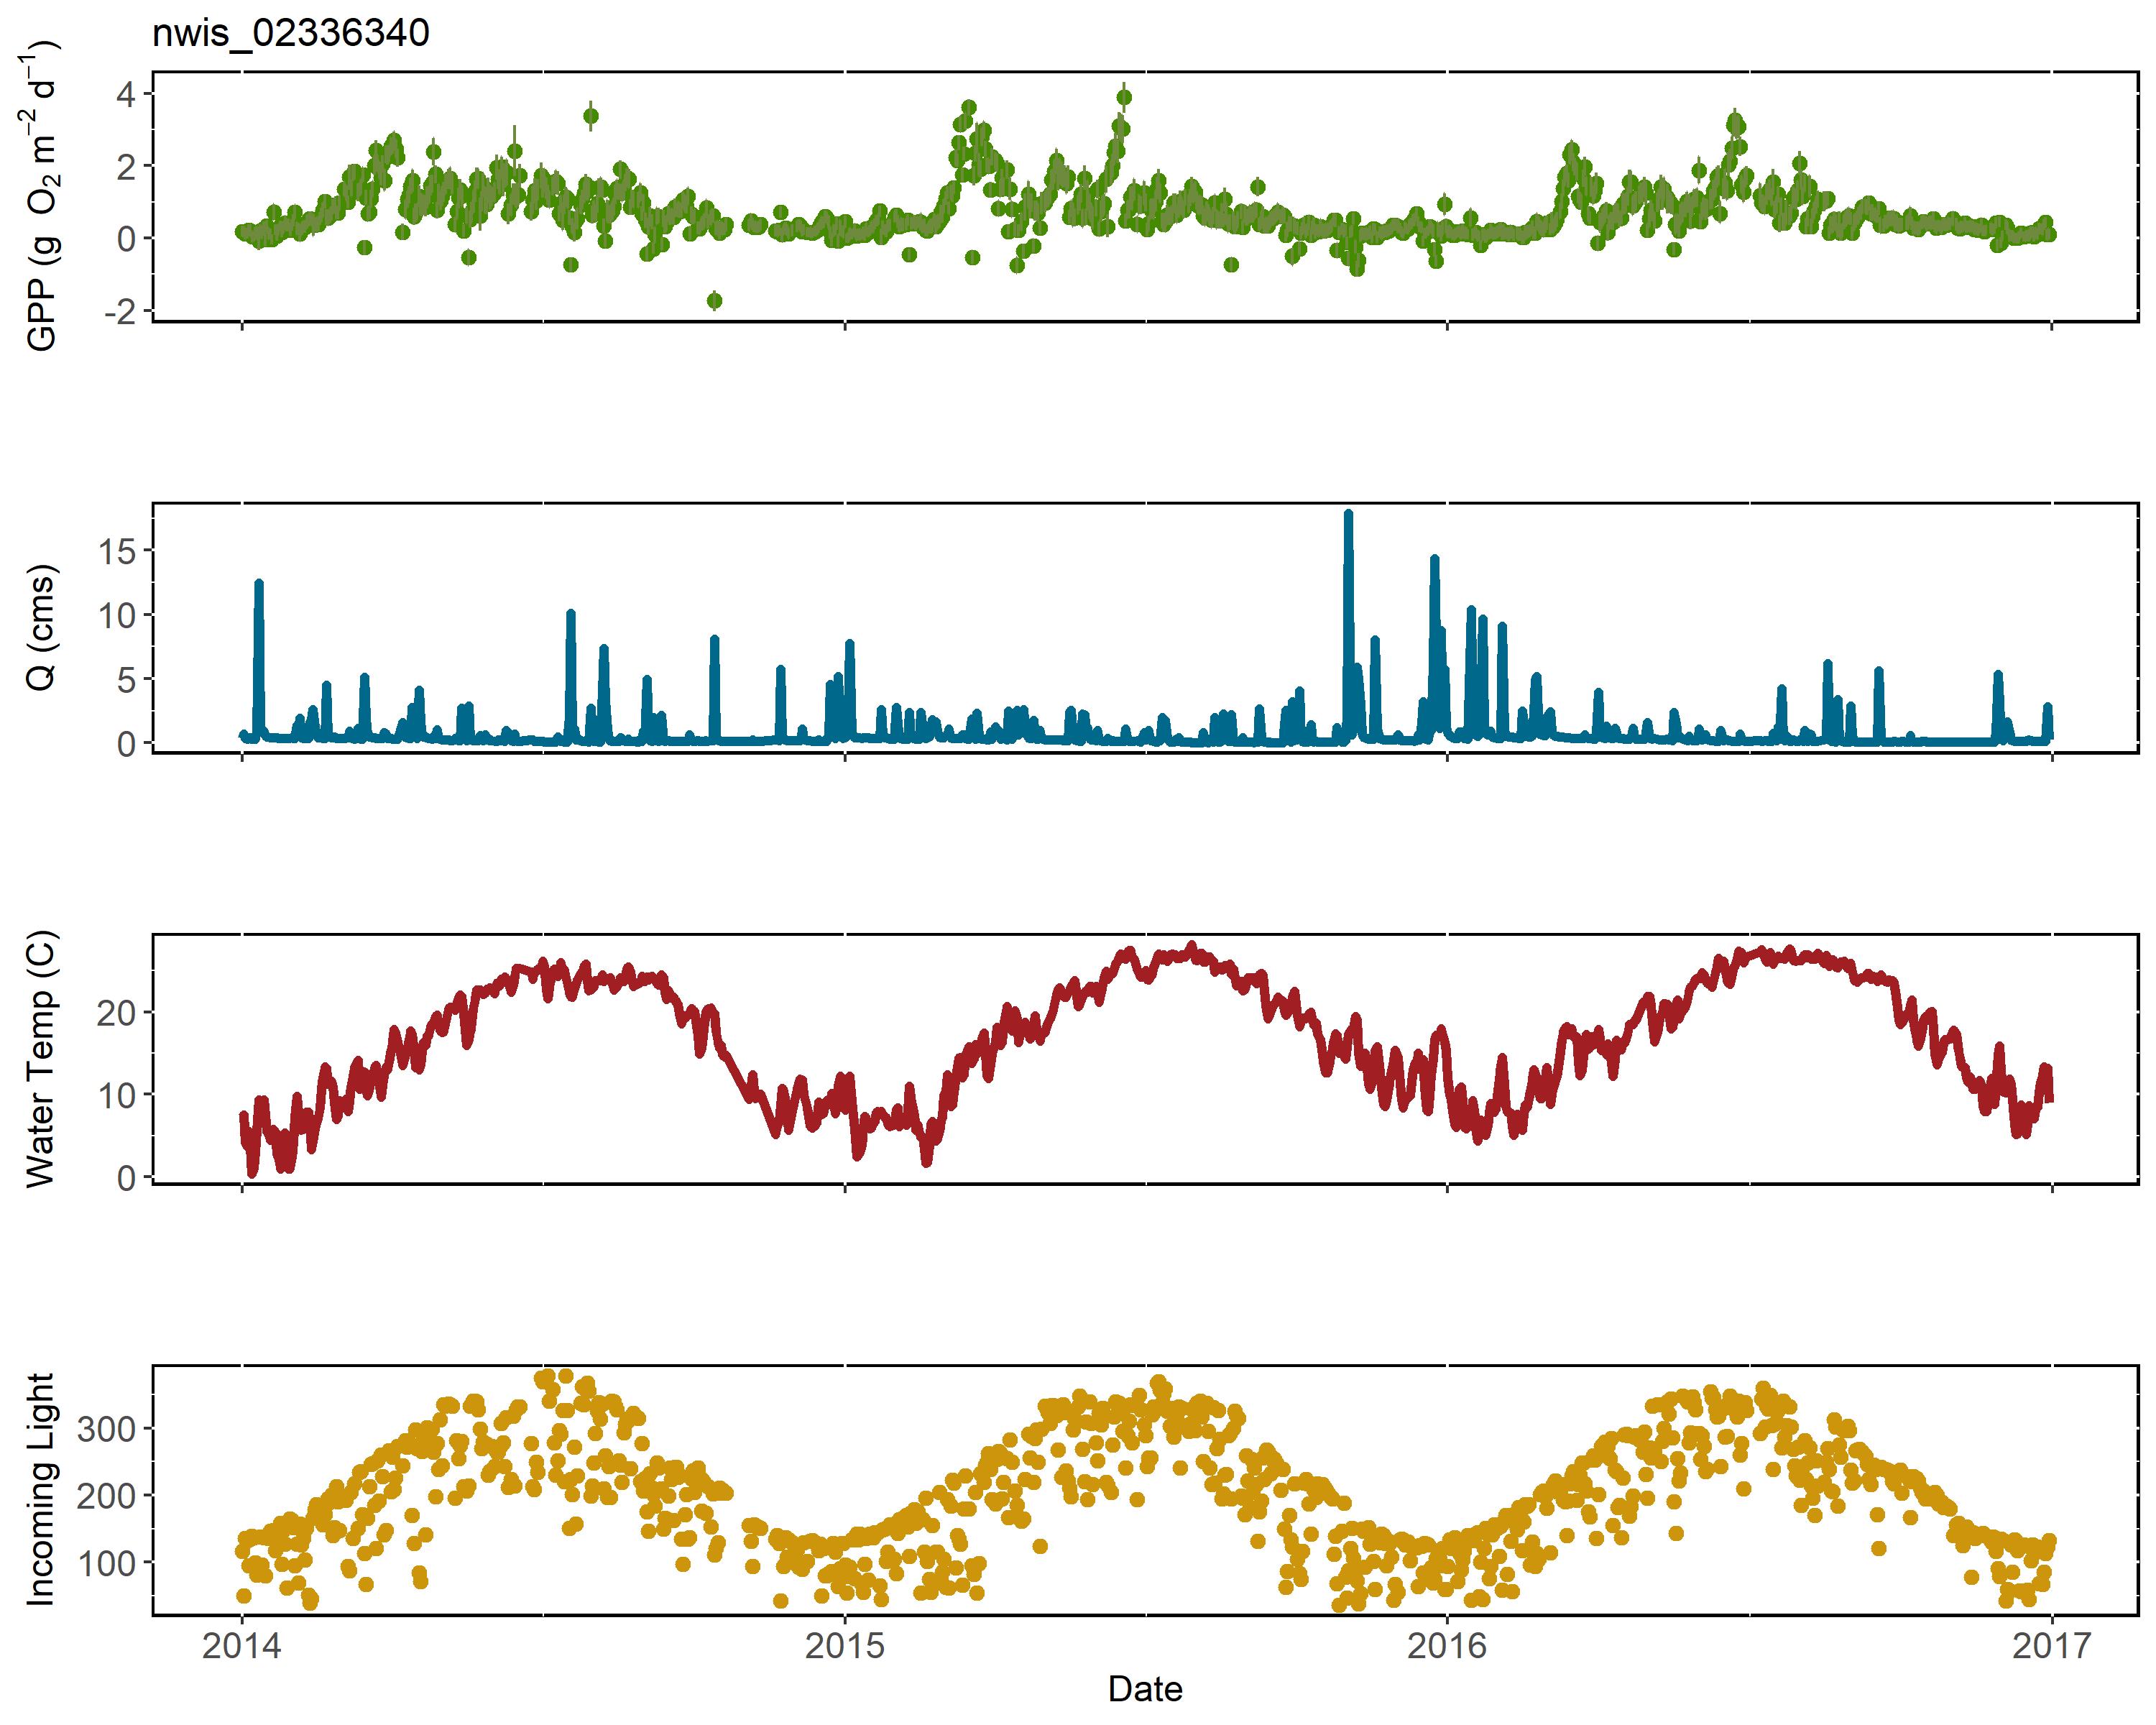 nwis_02336340
GPP (g O₂ m⁻² d⁻¹)
4
2
0
-2
Q (cms)
15
10
5
0
Water Temp (C)
20
10
0
Incoming Light
300
200
100
2014 2015 2016 2017
Date